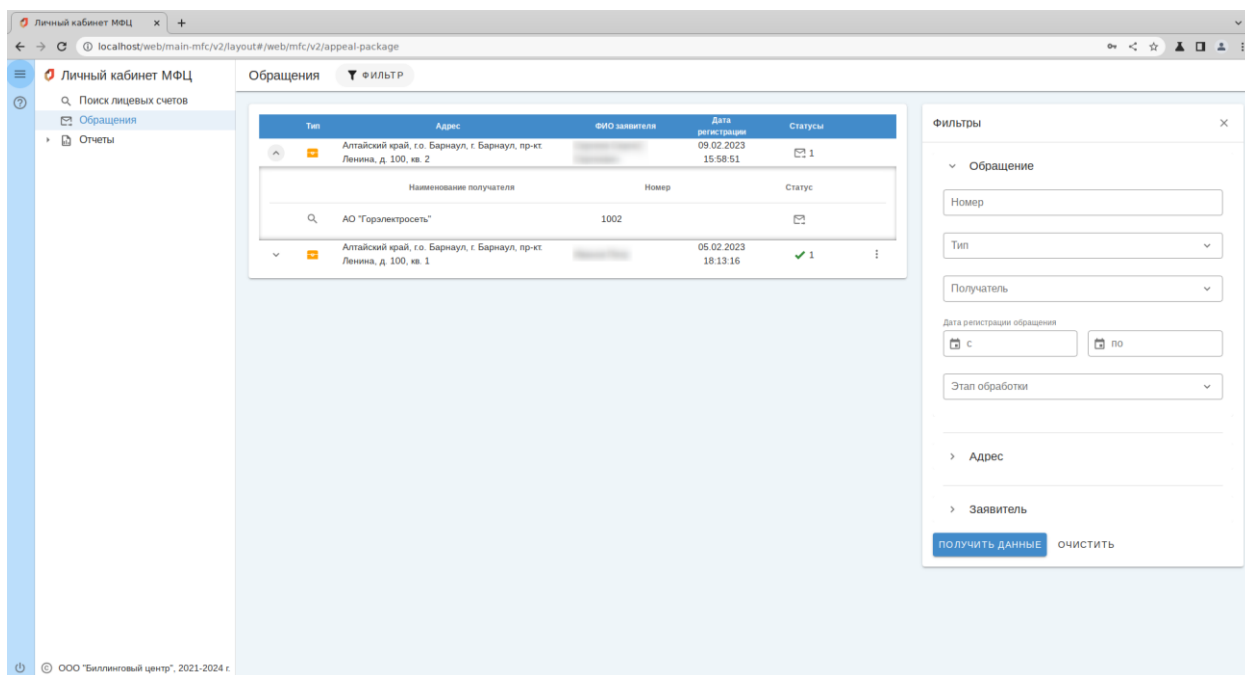 Личный кабинет МФЦ
localhost/web/main-mfc/v2/layout#/web/mfc/v2/appeal-package
Личный кабинет МФЦ
Обращения
ФИЛЬТР
Поиск лицевых счетов
Обращения
Отчеты
Тип
Адрес
ФИО заявителя
Дата
регистрации
Статусы
Алтайский край, г.о. Барнаул, г. Барнаул, пр-кт.
Ленина, д. 100, кв. 2
09.02.2023
15:58:51
1
Наименование получателя
Номер
Статус
АО "Горэлектросеть"
1002
Алтайский край, г.о. Барнаул, г. Барнаул, пр-кт.
Ленина, д. 100, кв. 1
05.02.2023
18:13:16
1
Фильтры
Обращение
Номер
Тип
Получатель
Дата регистрации обращения
с
по
Этап обработки
Адрес
Заявитель
ПОЛУЧИТЬ ДАННЫЕ
ОЧИСТИТЬ
© ООО "Биллинговый центр", 2021-2024 г.